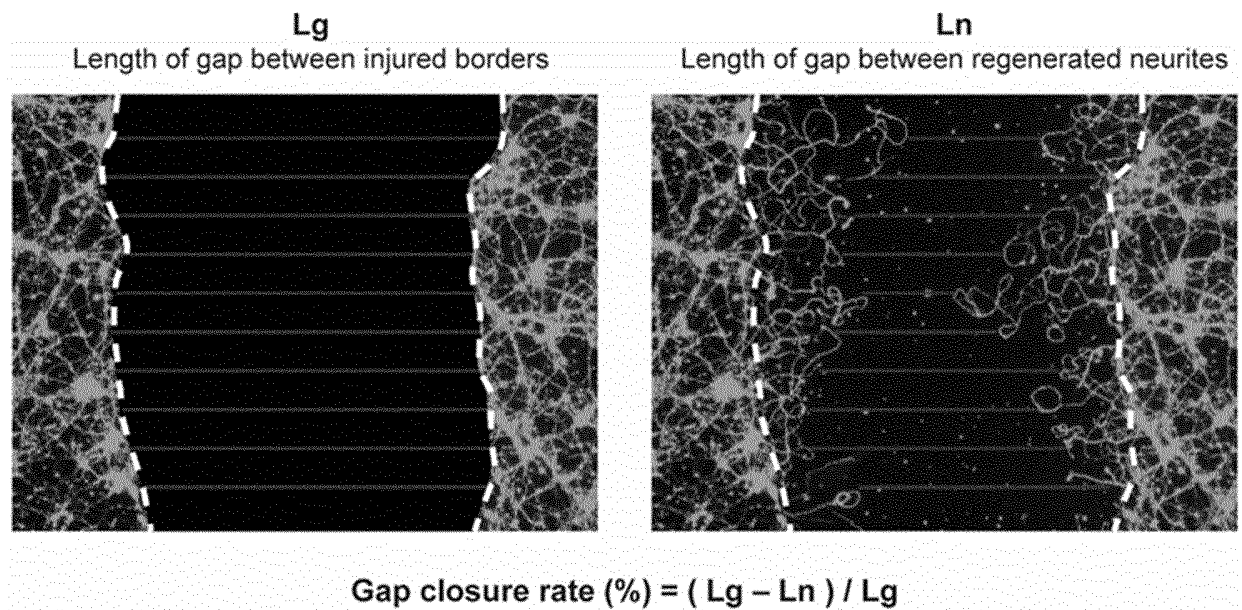 Lg
Length of gap between injured borders
Ln
Length of gap between regenerated neurites
Gap closure rate (%) = ( Lg – Ln ) / Lg